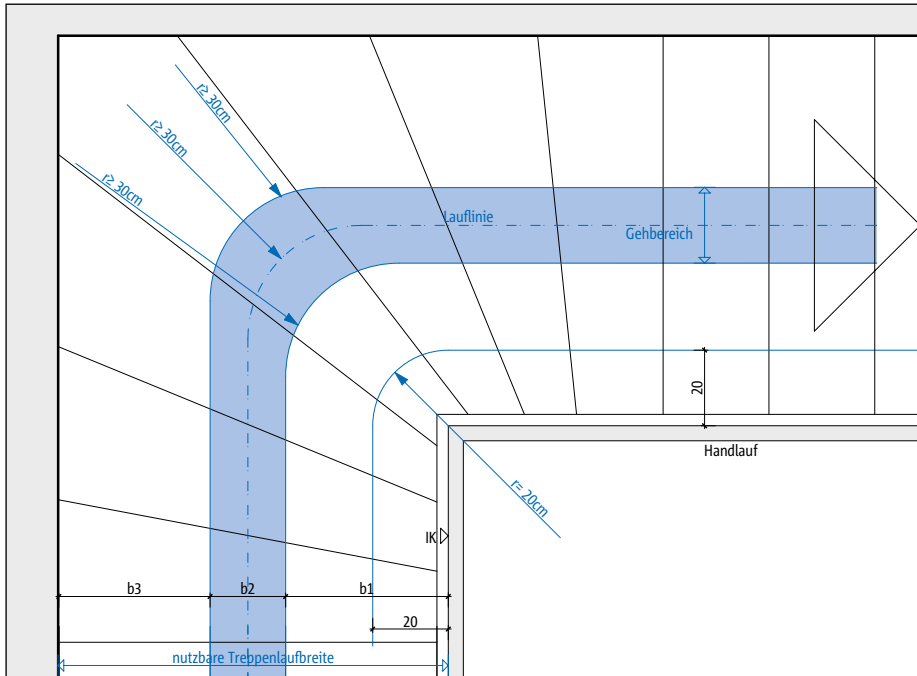 r≥ 30cm
r≥ 30cm
r≥ 30cm
Lauflinie
Gehbereich
20
Handlauf
r= 20cm
IK
b3
b2
b1
20
nutzbare Treppenlaufbreite